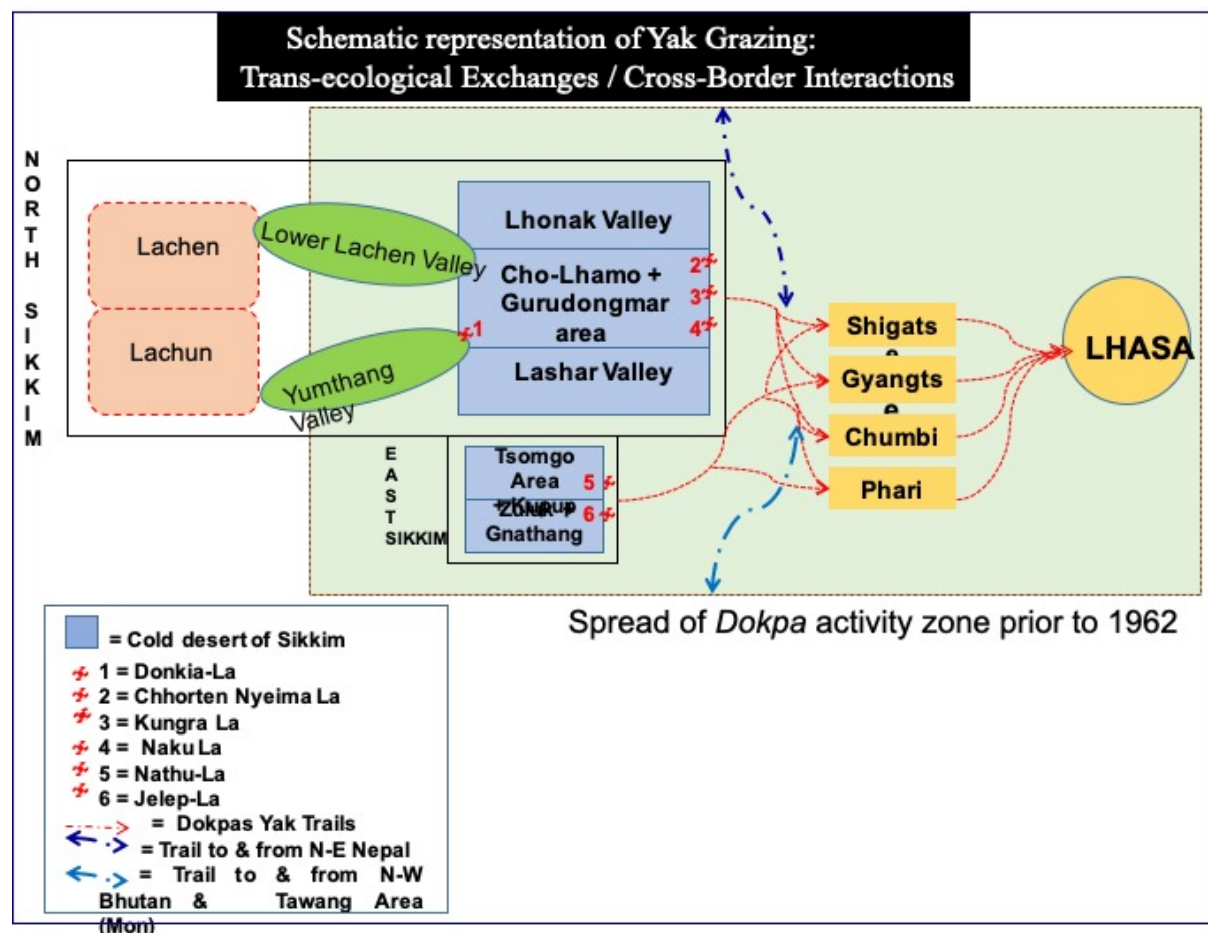 Schematic representation of Yak Grazing:
Trans-ecological Exchanges / Cross-Border Interactions
NORTH SIKKIM
Lachen
Lachun
Lower Lachen Valley
Yumthang
Valley
Lhonak Valley
Cho-Lhamo +
Gurudongmar
area
Lashar Valley
1
2
3
4
EAST
SIKKIM
Tsomgo
Area
+ Kupup
Zuluk +
Gnathang
5
6
Shigats
e
Gyangts
e
Chumbi
Phari
LHASA
Spread of Dokpa activity zone prior to 1962
= Cold desert of Sikkim
1 = Donkia-La
2 = Chhorten Nyeima La
3 = Kungra La
4 = Naku La
5 = Nathu-La
6 = Jelep-La
= Dokpas Yak Trails
= Trail to & from N-E Nepal
= Trail to & from N-W
Bhutan & Tawang Area
(Mon)